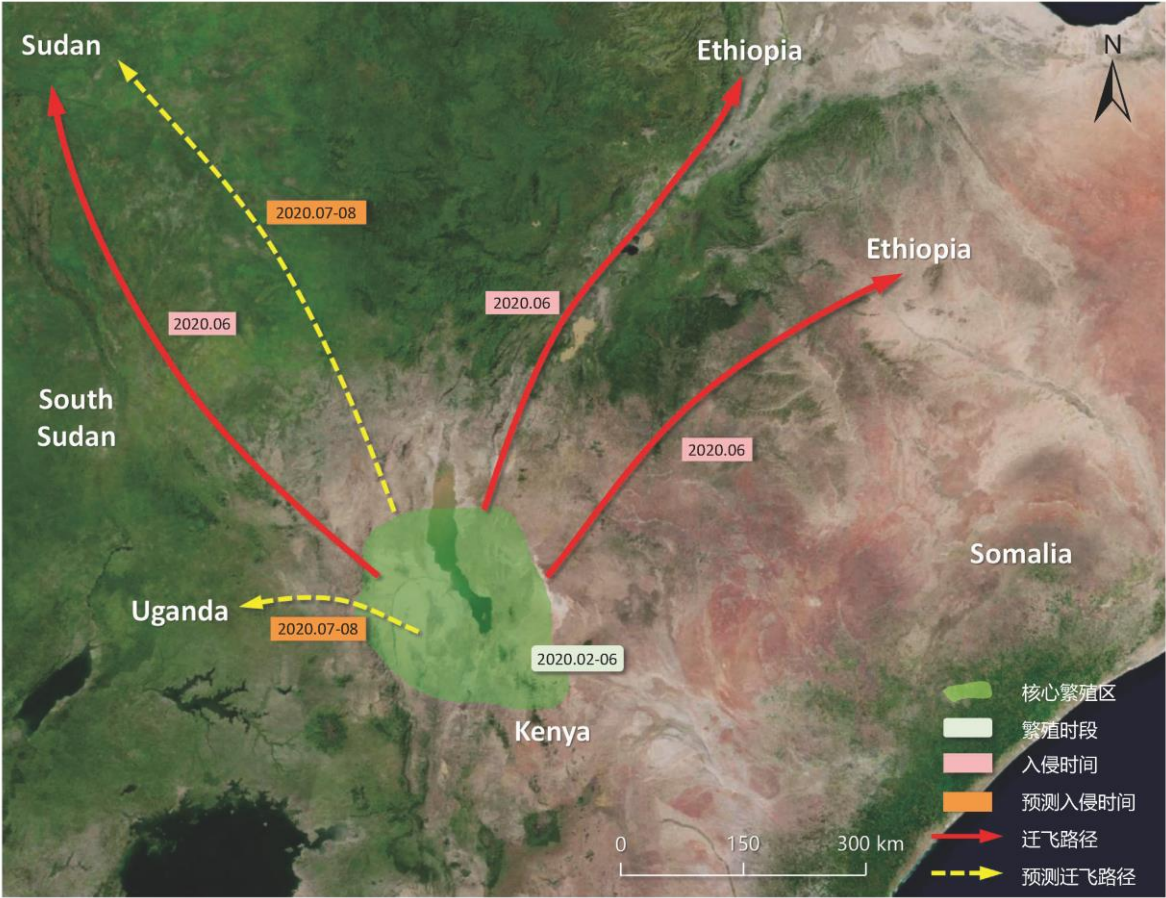 Sudan
Ethiopia
N
2020.07-08
Ethiopia
2020.06
2020.06
South
Sudan
2020.06
Somalia
Uganda
2020.07-08
2020.02-06
Kenya
核心繁殖区
繁殖时段
入侵时间
预测入侵时间
迁飞路径
预测迁飞路径
0 150 300 km